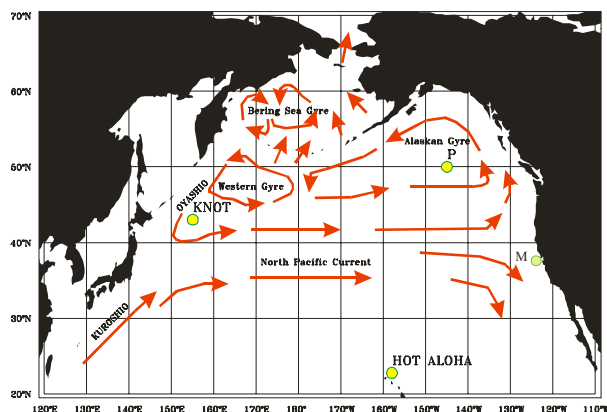 70°N
60°N
Bering Sea Gyre
Alaskan Gyre
P
50°N
Western Gyre
OYASHIO
KNOT
40°N
M
North Pacific Current
30°N
KUROSHIO
HOT ALOHA
20°N
120°E 130°E 140°E 150°E 160°E 170°E 180° 170°W 160°W 150°W 140°W 130°W 120°W 110°W